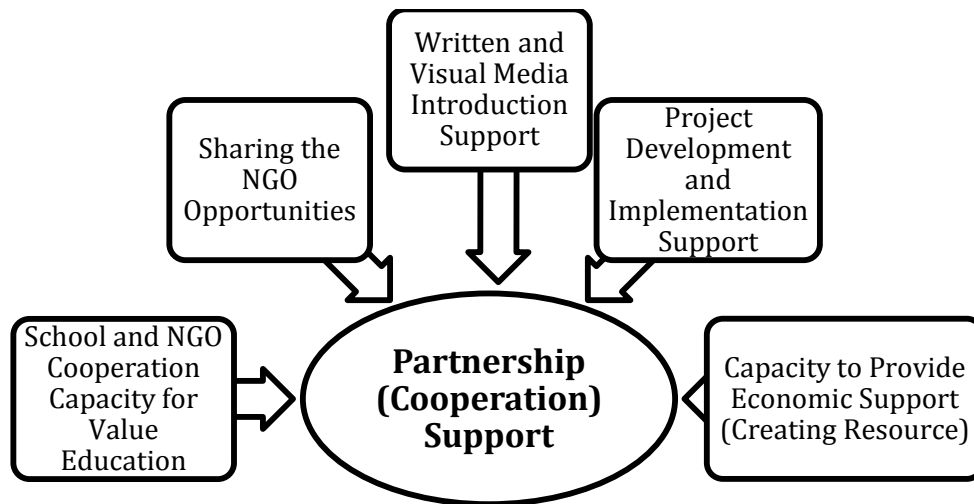 Written and
Visual Media
Introduction
Support
Sharing the
NGO
Opportunities
Project
Development
and
Implementation
Support
School and NGO
Cooperation
Capacity for
Value
Education
Partnership
(Cooperation)
Support
Capacity to Provide
Economic Support
(Creating Resource)